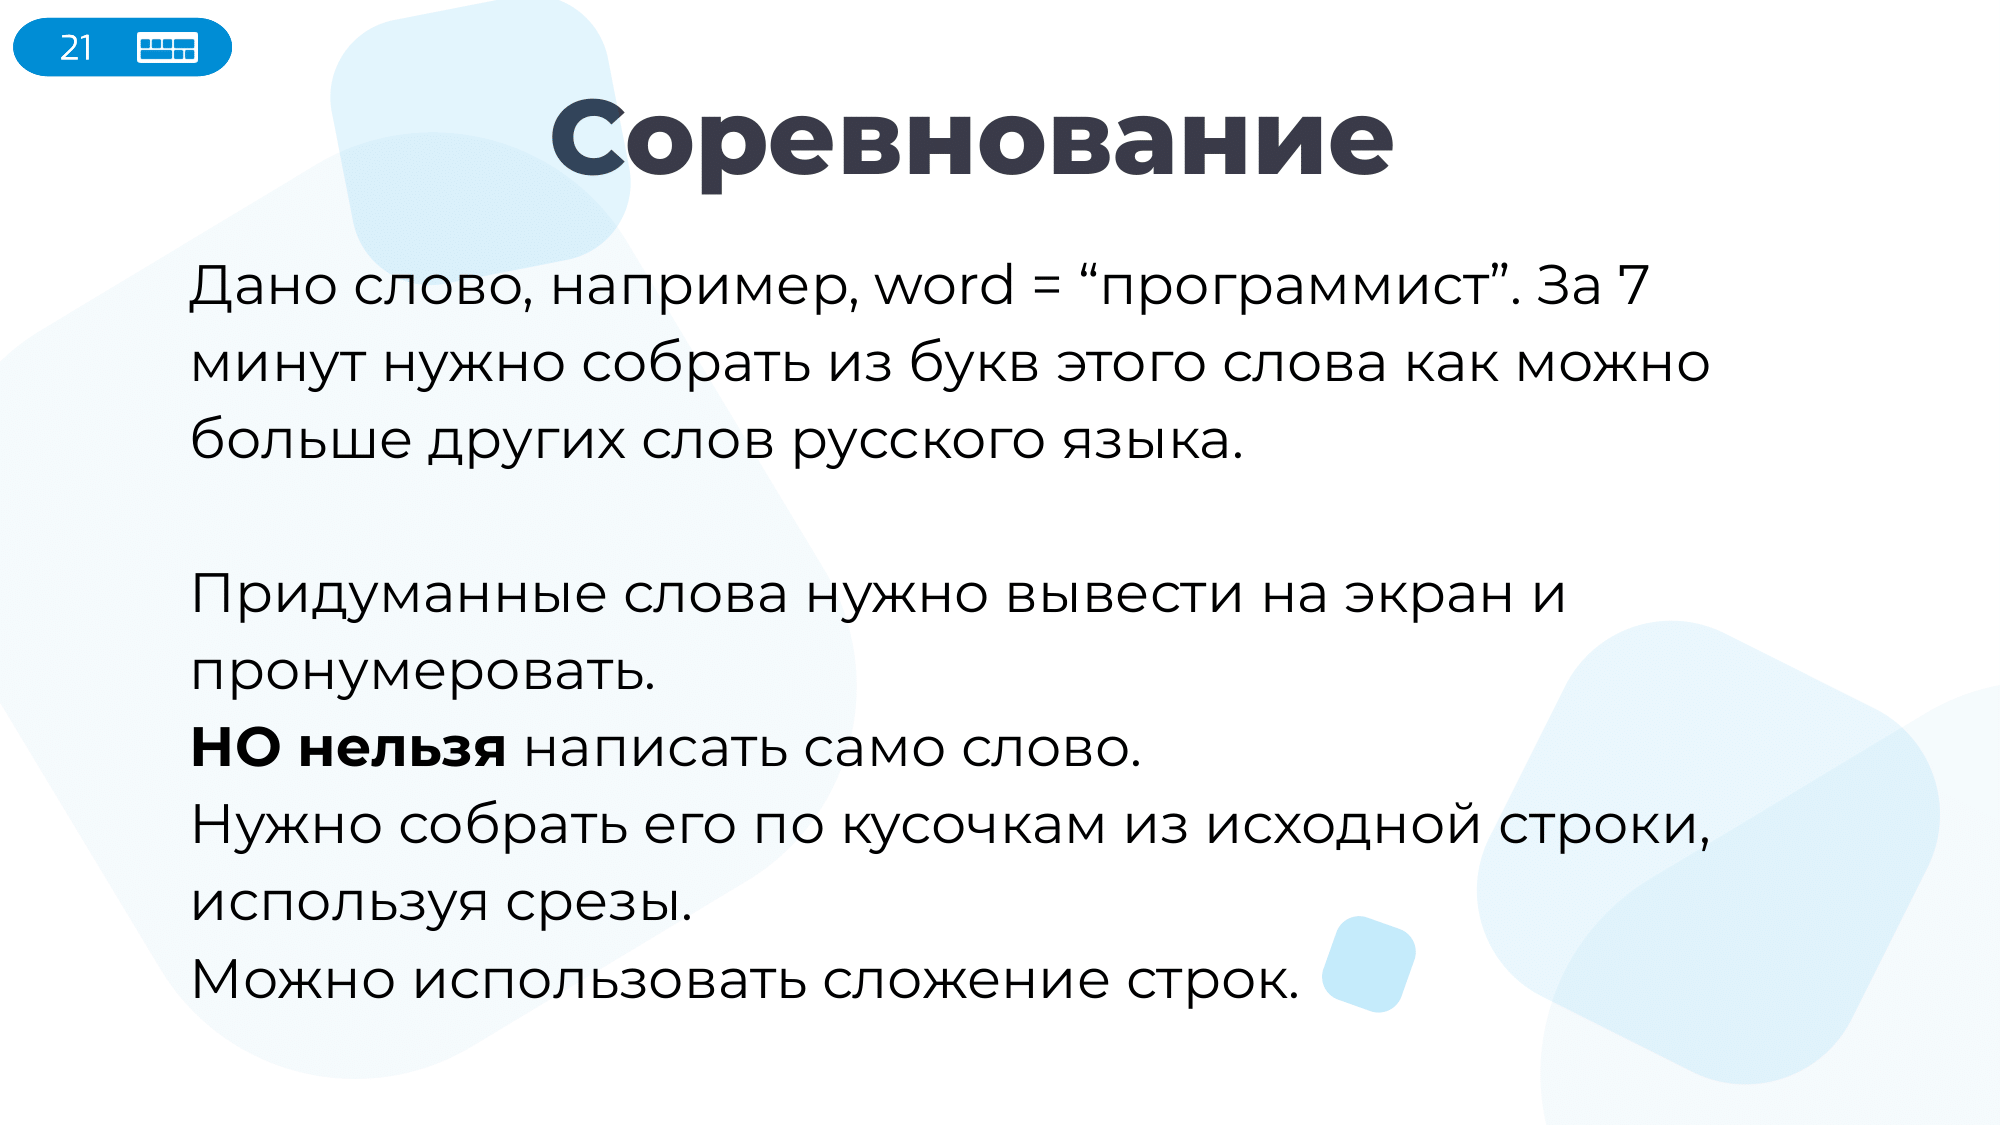 21
Соревнование
Дано слово, например, word = “программист”. За 7
минут нужно собрать из букв этого слова как можно
больше других слов русского языка.
Придуманные слова нужно вывести на экран и
пронумеровать.
НО нельзя написать само слово.
Нужно собрать его по кусочкам из исходной строки,
используя срезы.
Можно использовать сложение строк.